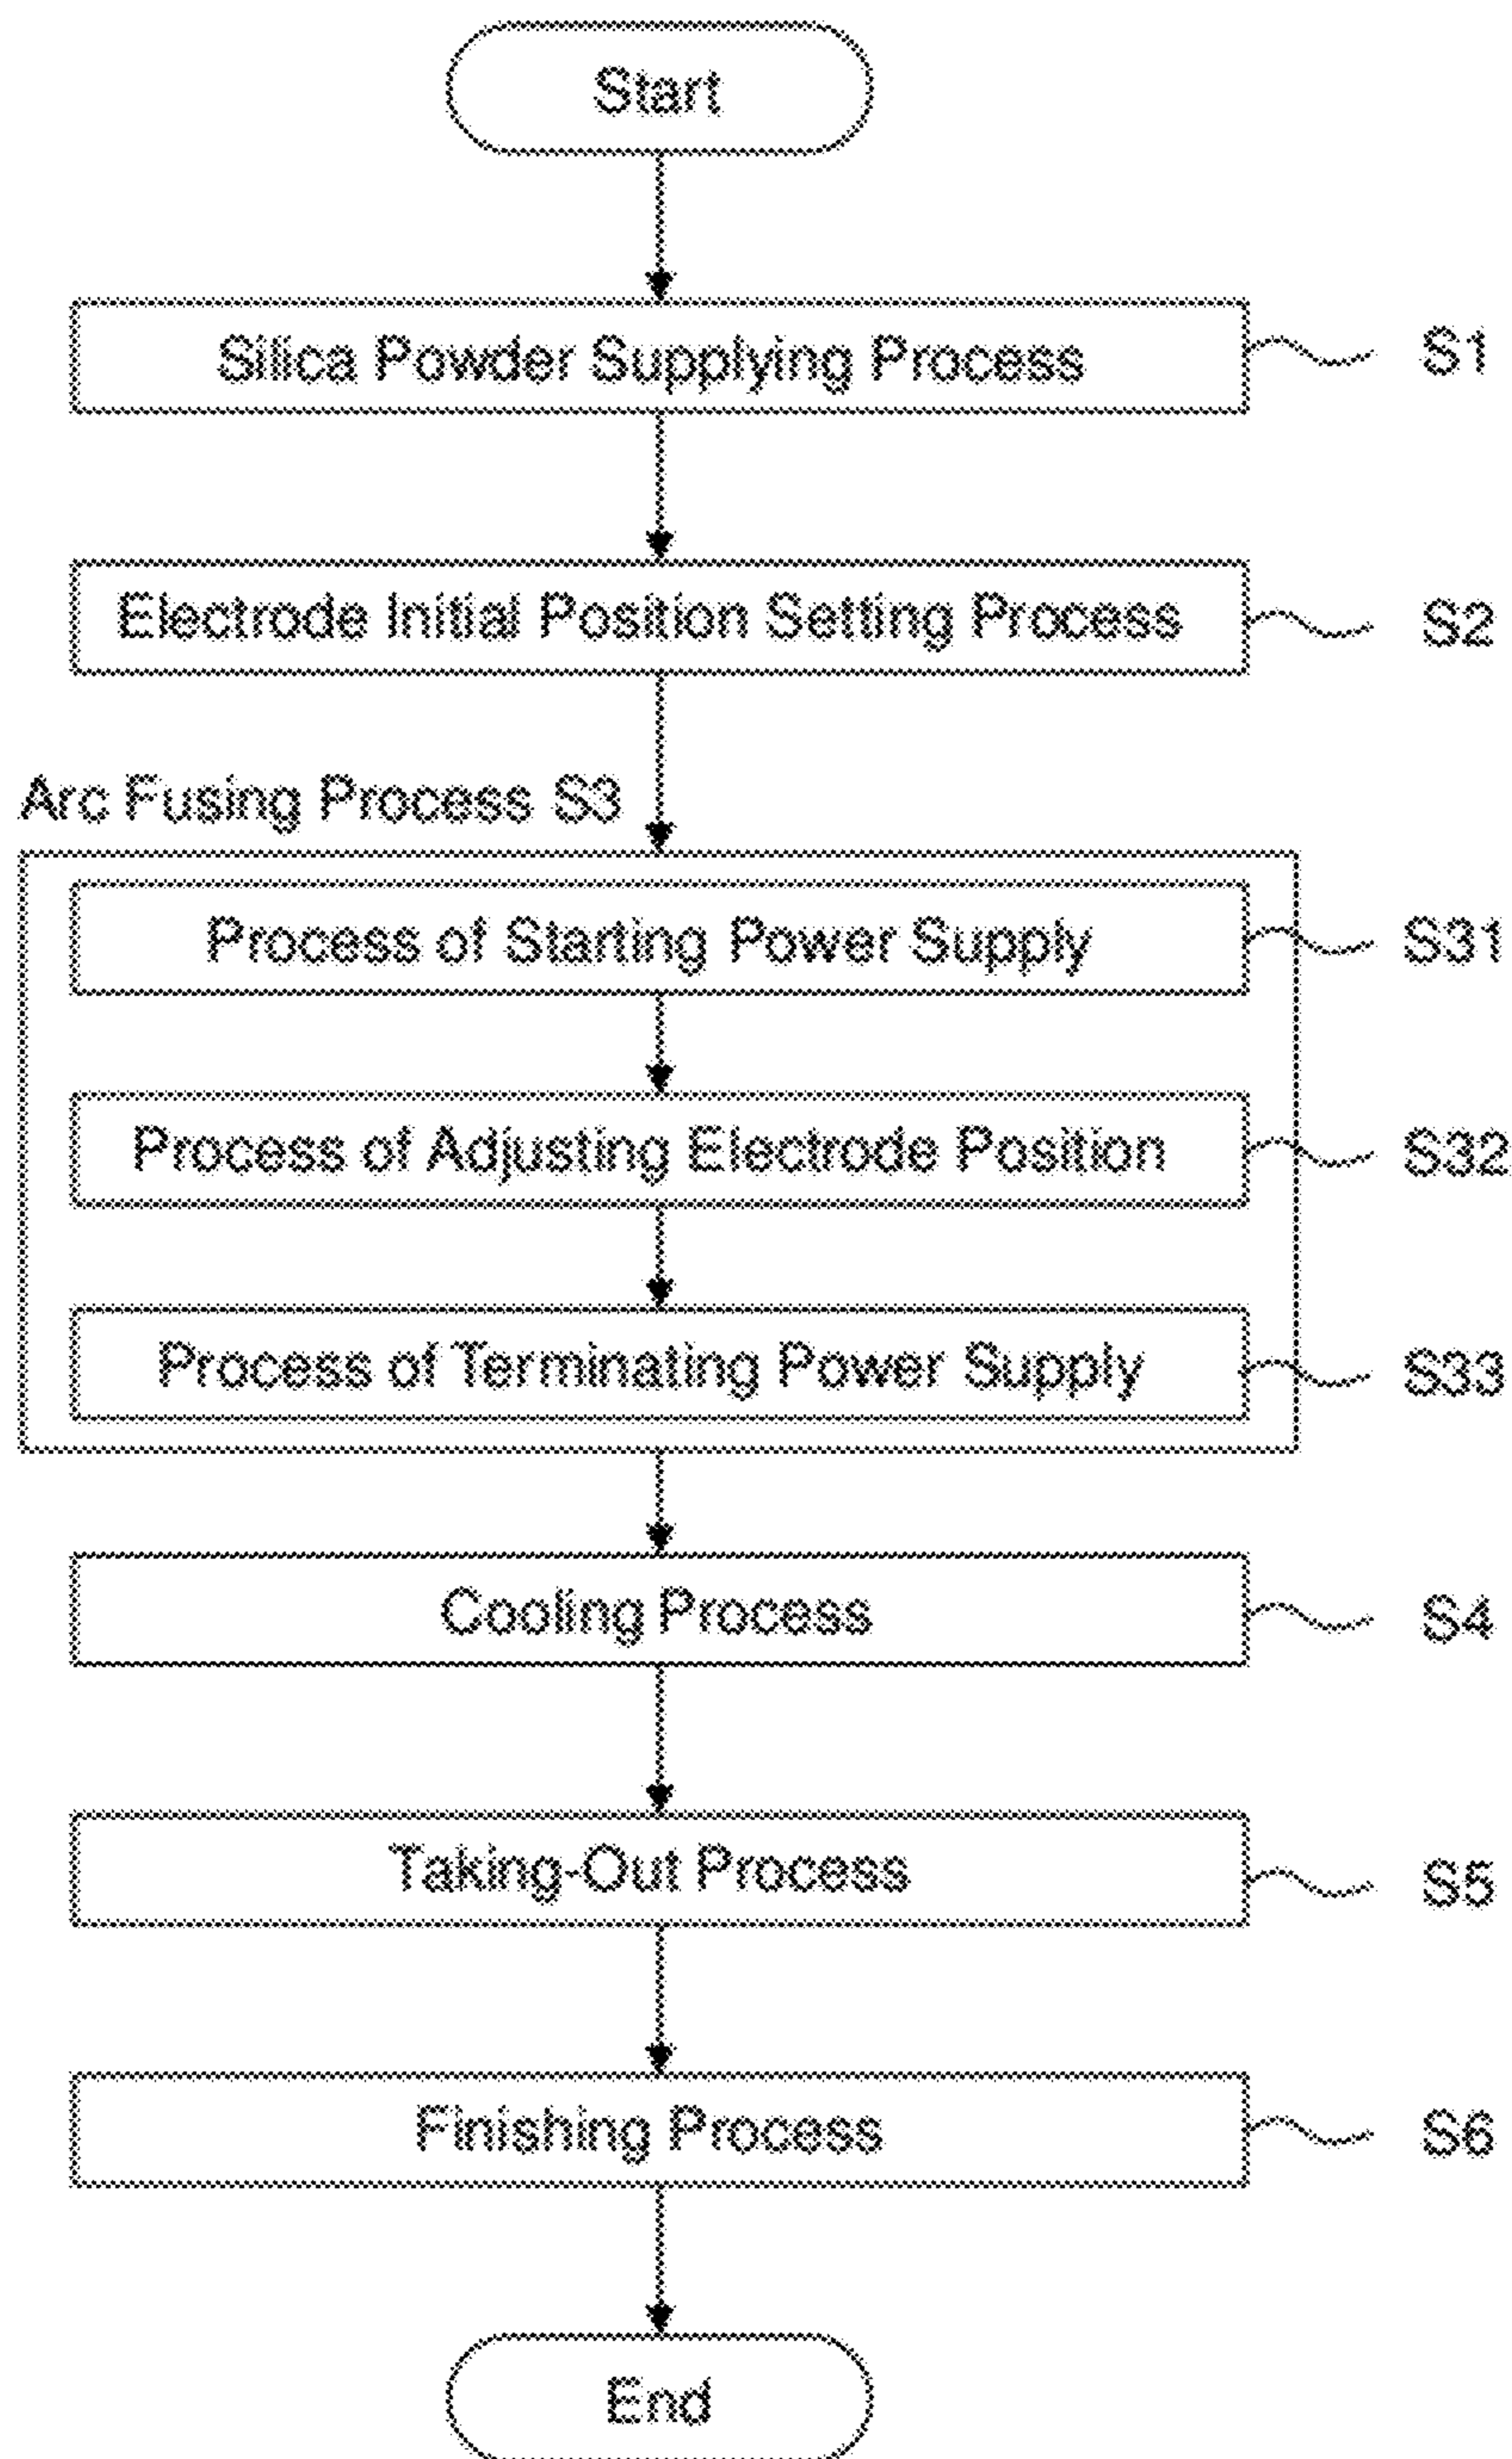 Start
Silica Powder Supplying Process S1
Electrode Initial Position Setting Process S2
Arc Fusing Process S3
Process of Starting Power Supply S31
Process of Adjusting Electrode Position S32
Process of Terminating Power Supply S33
Cooling Process S4
Taking-Out Process S5
Finishing Process S6
End